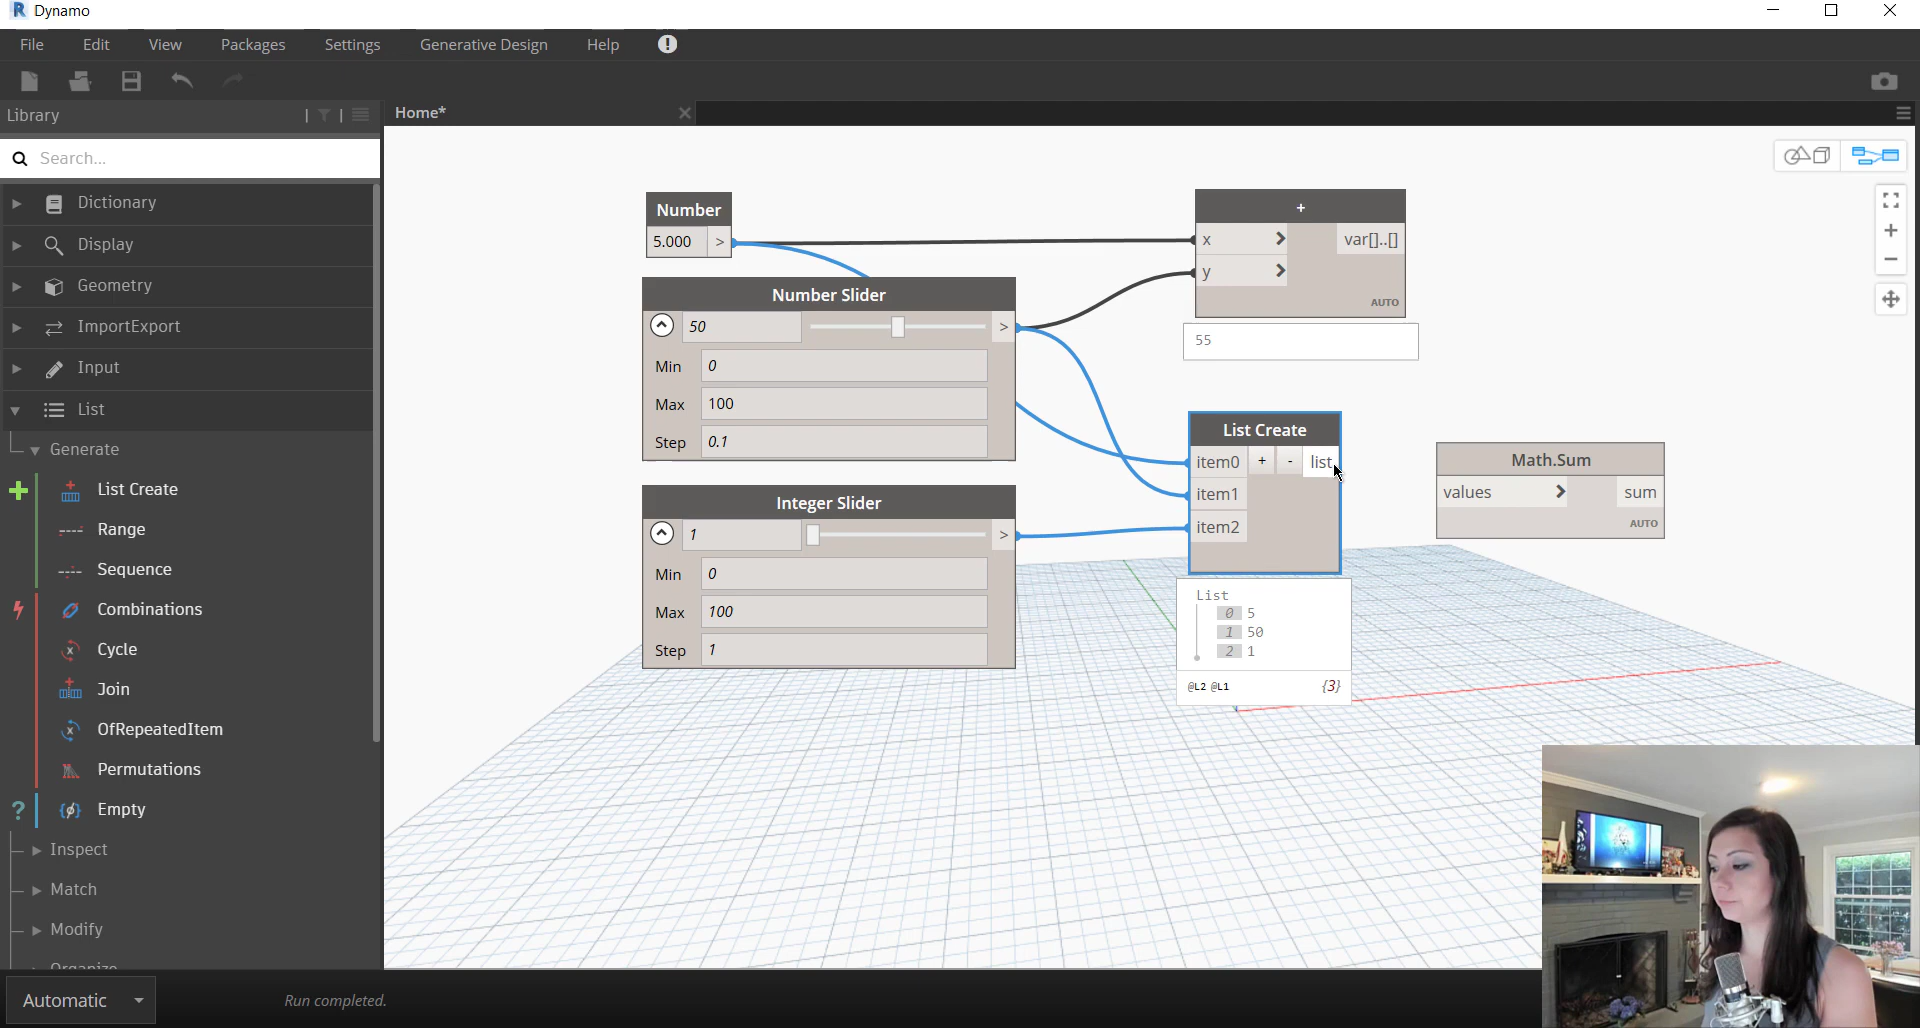 Dynamo
File Edit View Packages Settings Generative Design Help
Library
Home*
Search...
Dictionary
Display
Geometry
ImportExport
Input
List
Generate
List Create
Range
Sequence
Combinations
Cycle
Join
OfRepeatedItem
Permutations
Empty
Inspect
Match
Modify
Organize
Number
5.000 >
Number Slider
50 >
Min 0
Max 100
Step 0.1
Integer Slider
1 >
Min 0
Max 100
Step 1
+
x var[]..[]
y
AUTO
55
List Create
item0 + - list
item1
item2
List
0 5
1 50
2 1
@L2 @L1 {3}
Math.Sum
values sum
AUTO
Automatic
Run completed.